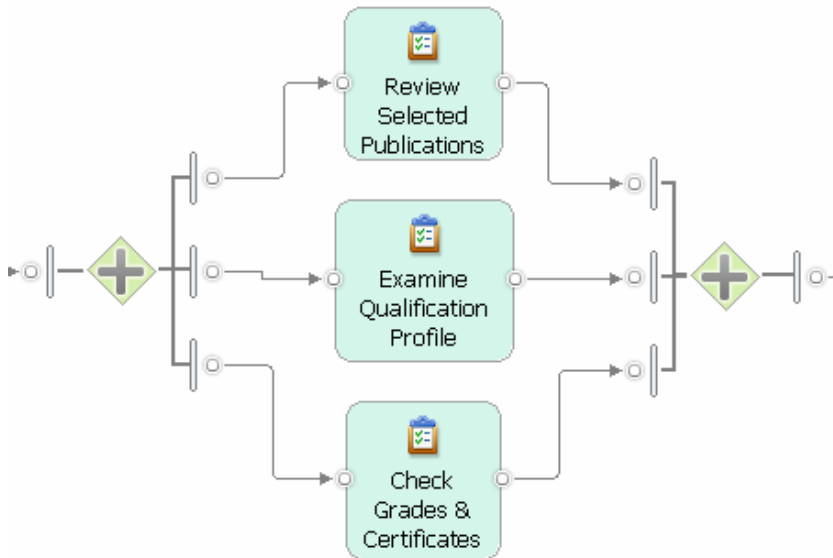 Review
Selected
Publications
Examine
Qualification
Profile
Check
Grades &
Certificates